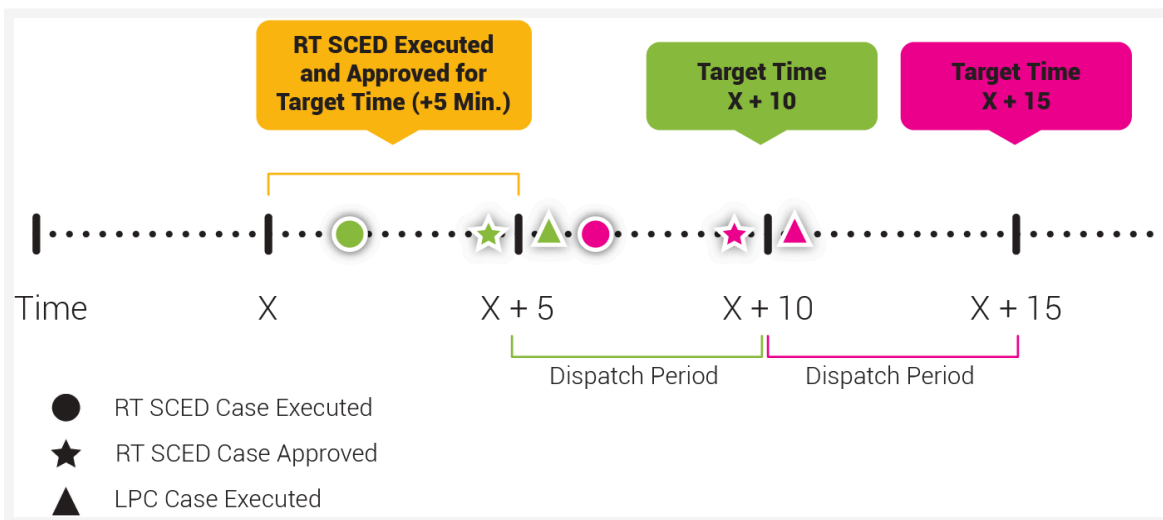 RT SCED Executed
and Approved for
Target Time (+5 Min.)
Target Time
X + 10
Target Time
X + 15
Time
X
X + 5
X + 10
X + 15
Dispatch Period
Dispatch Period
RT SCED Case Executed
RT SCED Case Approved
LPC Case Executed